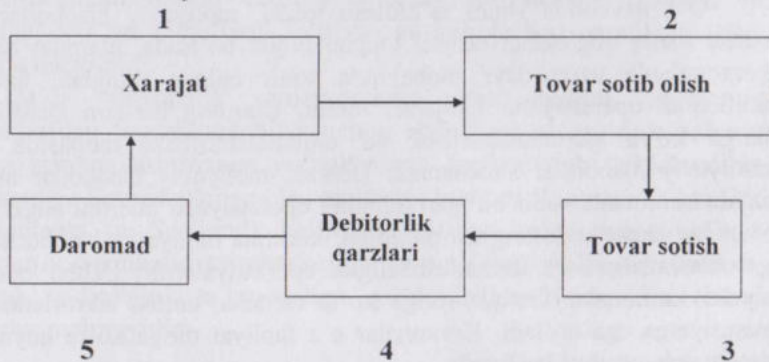 1
2
Xarajat
Tovar sotib olish
Daromad
Debitorlik
qarzlari
Tovar sotish
5
4
3